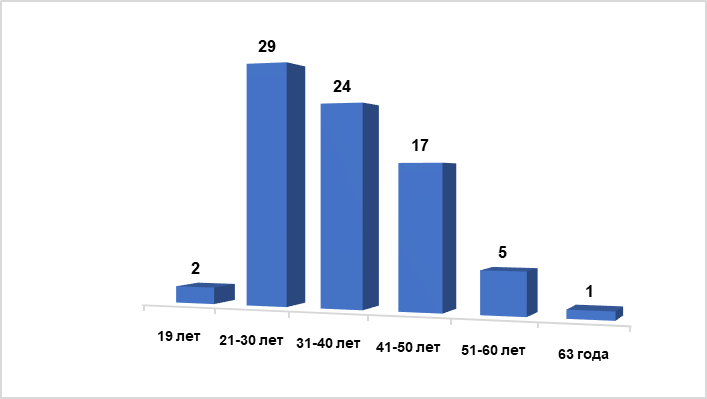 29
24
17
2
5
1
19 лет
21-30 лет
31-40 лет
41-50 лет
51-60 лет
63 года